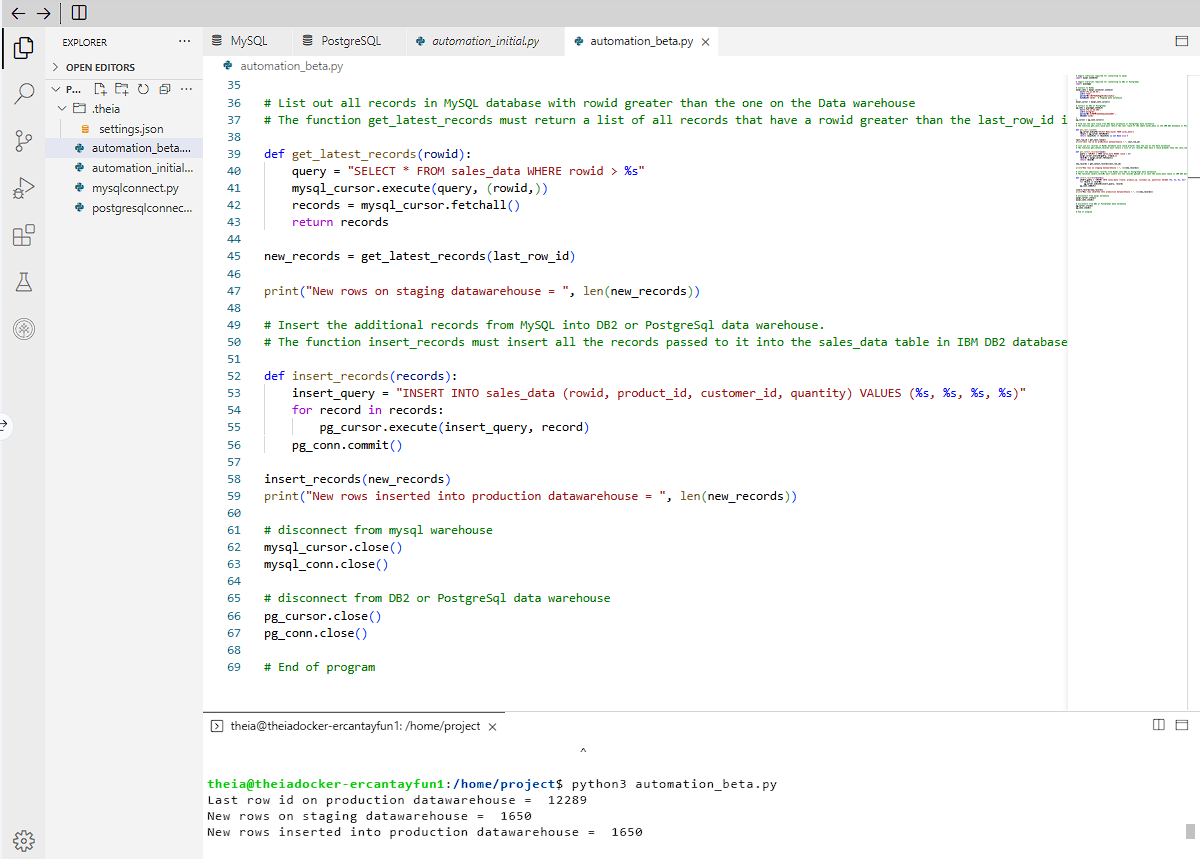 EXPLORER
OPEN EDITORS
P...
.theia
settings.json
automation_beta....
automation_initial...
mysqlconnect.py
postgresqlconnec...
MySQL
PostgreSQL
automation_initial.py
automation_beta.py
automation_beta.py
35
36 # List out all records in MySQL database with rowid greater than the one on the Data warehouse
37 # The function get_latest_records must return a list of all records that have a rowid greater than the last_row_id i
38
39 def get_latest_records(rowid):
40     query = "SELECT * FROM sales_data WHERE rowid > %s"
41     mysql_cursor.execute(query, (rowid,))
42     records = mysql_cursor.fetchall()
43     return records
44
45 new_records = get_latest_records(last_row_id)
46
47 print("New rows on staging datawarehouse = ", len(new_records))
48
49 # Insert the additional records from MySQL into DB2 or PostgreSql data warehouse.
50 # The function insert_records must insert all the records passed to it into the sales_data table in IBM DB2 database
51
52 def insert_records(records):
53     insert_query = "INSERT INTO sales_data (rowid, product_id, customer_id, quantity) VALUES (%s, %s, %s, %s)"
54     for record in records:
55         pg_cursor.execute(insert_query, record)
56     pg_conn.commit()
57
58 insert_records(new_records)
59 print("New rows inserted into production datawarehouse = ", len(new_records))
60
61 # disconnect from mysql warehouse
62 mysql_cursor.close()
63 mysql_conn.close()
64
65 # disconnect from DB2 or PostgreSql data warehouse
66 pg_cursor.close()
67 pg_conn.close()
68
69 # End of program
theia@theiadocker-ercantayfun1: /home/project
^
theia@theiadocker-ercantayfun1:/home/project$ python3 automation_beta.py
Last row id on production datawarehouse =  12289
New rows on staging datawarehouse =  1650
New rows inserted into production datawarehouse =  1650